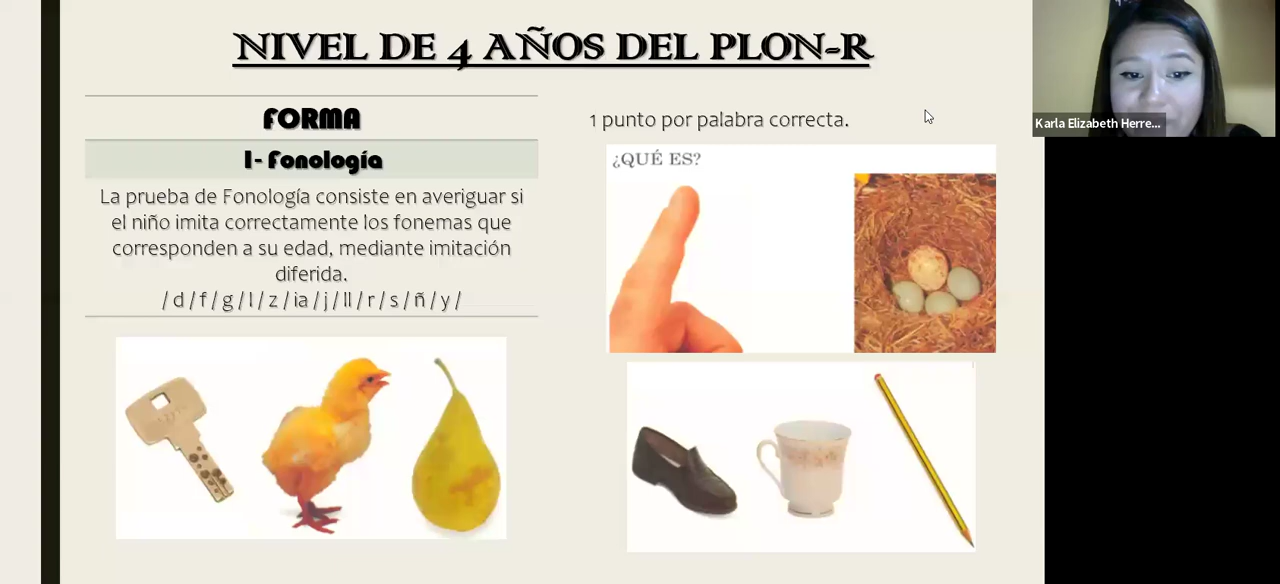 NIVEL DE 4 AÑOS DEL PLON-R
FORMA
1- Fonología
La prueba de Fonología consiste en averiguar si
el niño imita correctamente los fonemas que
corresponden a su edad, mediante imitación
diferida.
/ d / f / g / l / z / ia / j / ll / r / s / ñ / y /
1 punto por palabra correcta.
¿QUÉ ES?
Karla Elizabeth Herre...